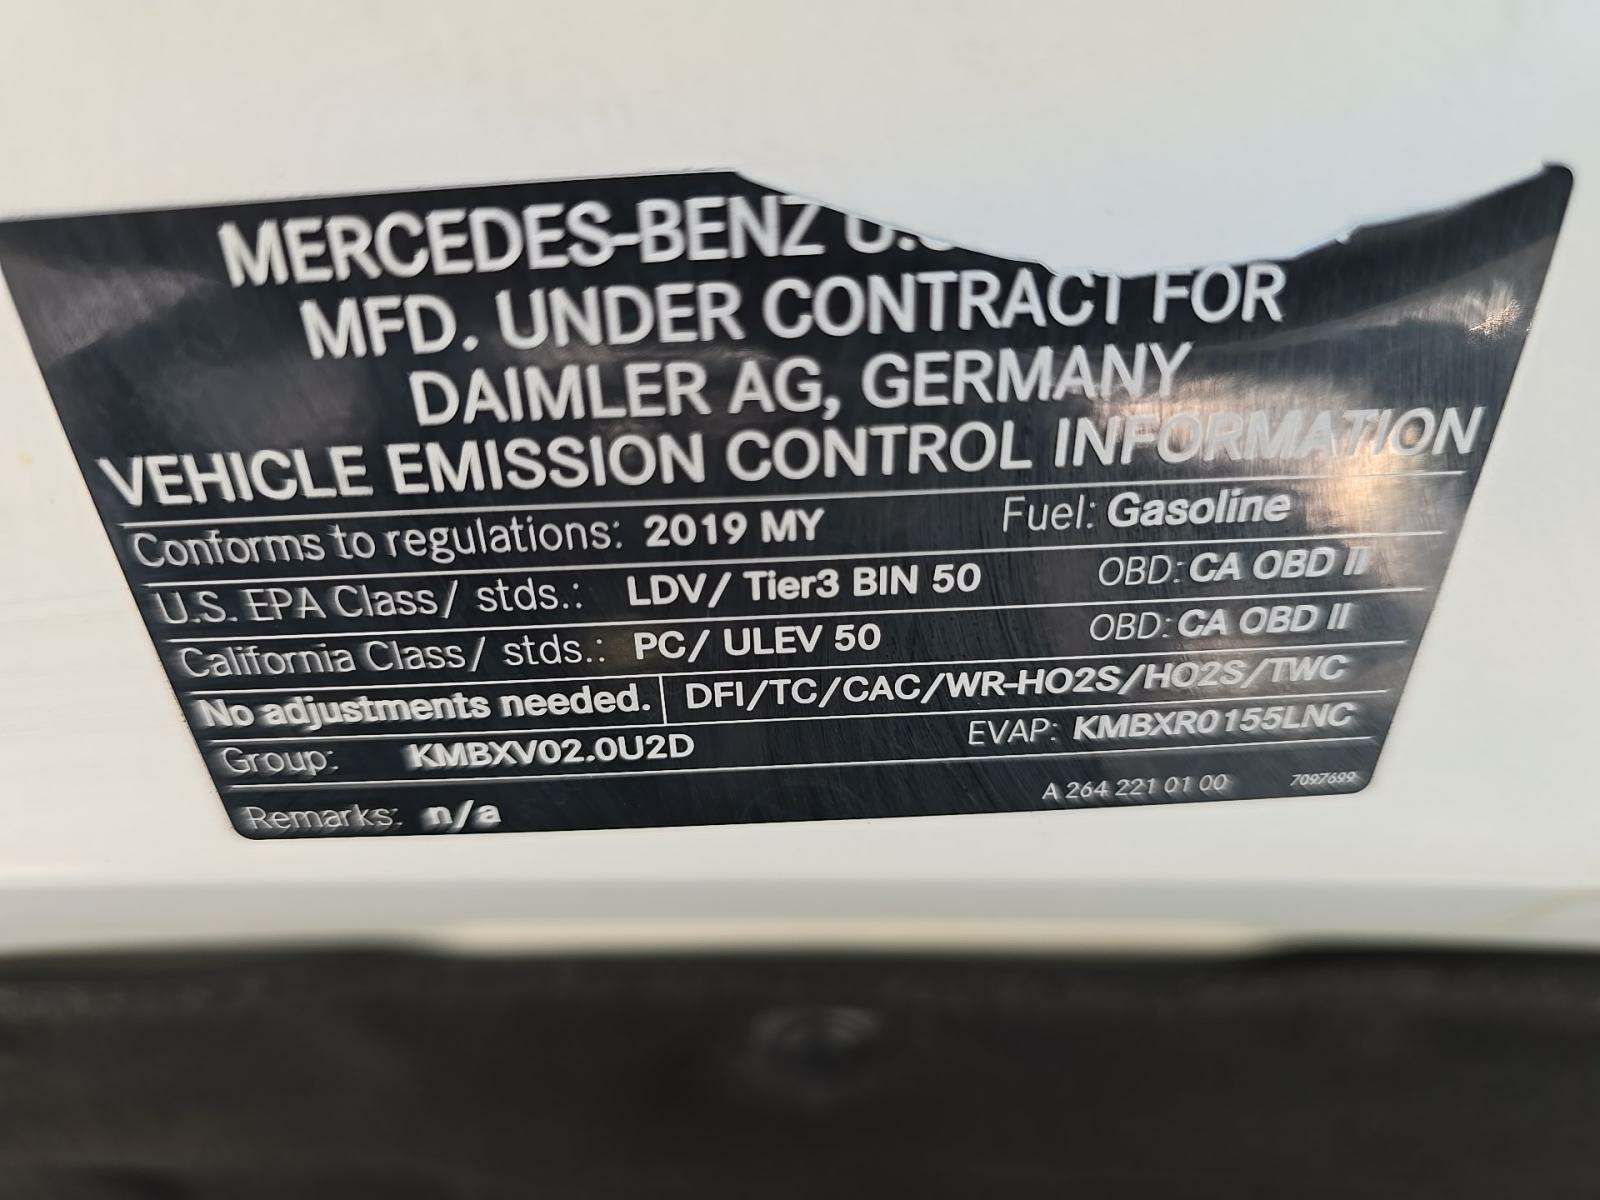 MERCEDES-BENZ U.S
MFD. UNDER CONTRACT FOR
DAIMLER AG, GERMANY
VEHICLE EMISSION CONTROL INFORMATION
Conforms to regulations: 2019 MY Fuel: Gasoline
U.S. EPA Class/ stds.: LDV/ Tier3 BIN 50 OBD: CA OBD II
California Class/ stds.: PC/ ULEV 50 OBD: CA OBD II
No adjustments needed. DFI/TC/CAC/WR-HO2S/HO2S/TWC
Group: KMBXV02.0U2D EVAP: KMBXR0155LNC
Remarks: n/a A 264 221 01 00 7097699